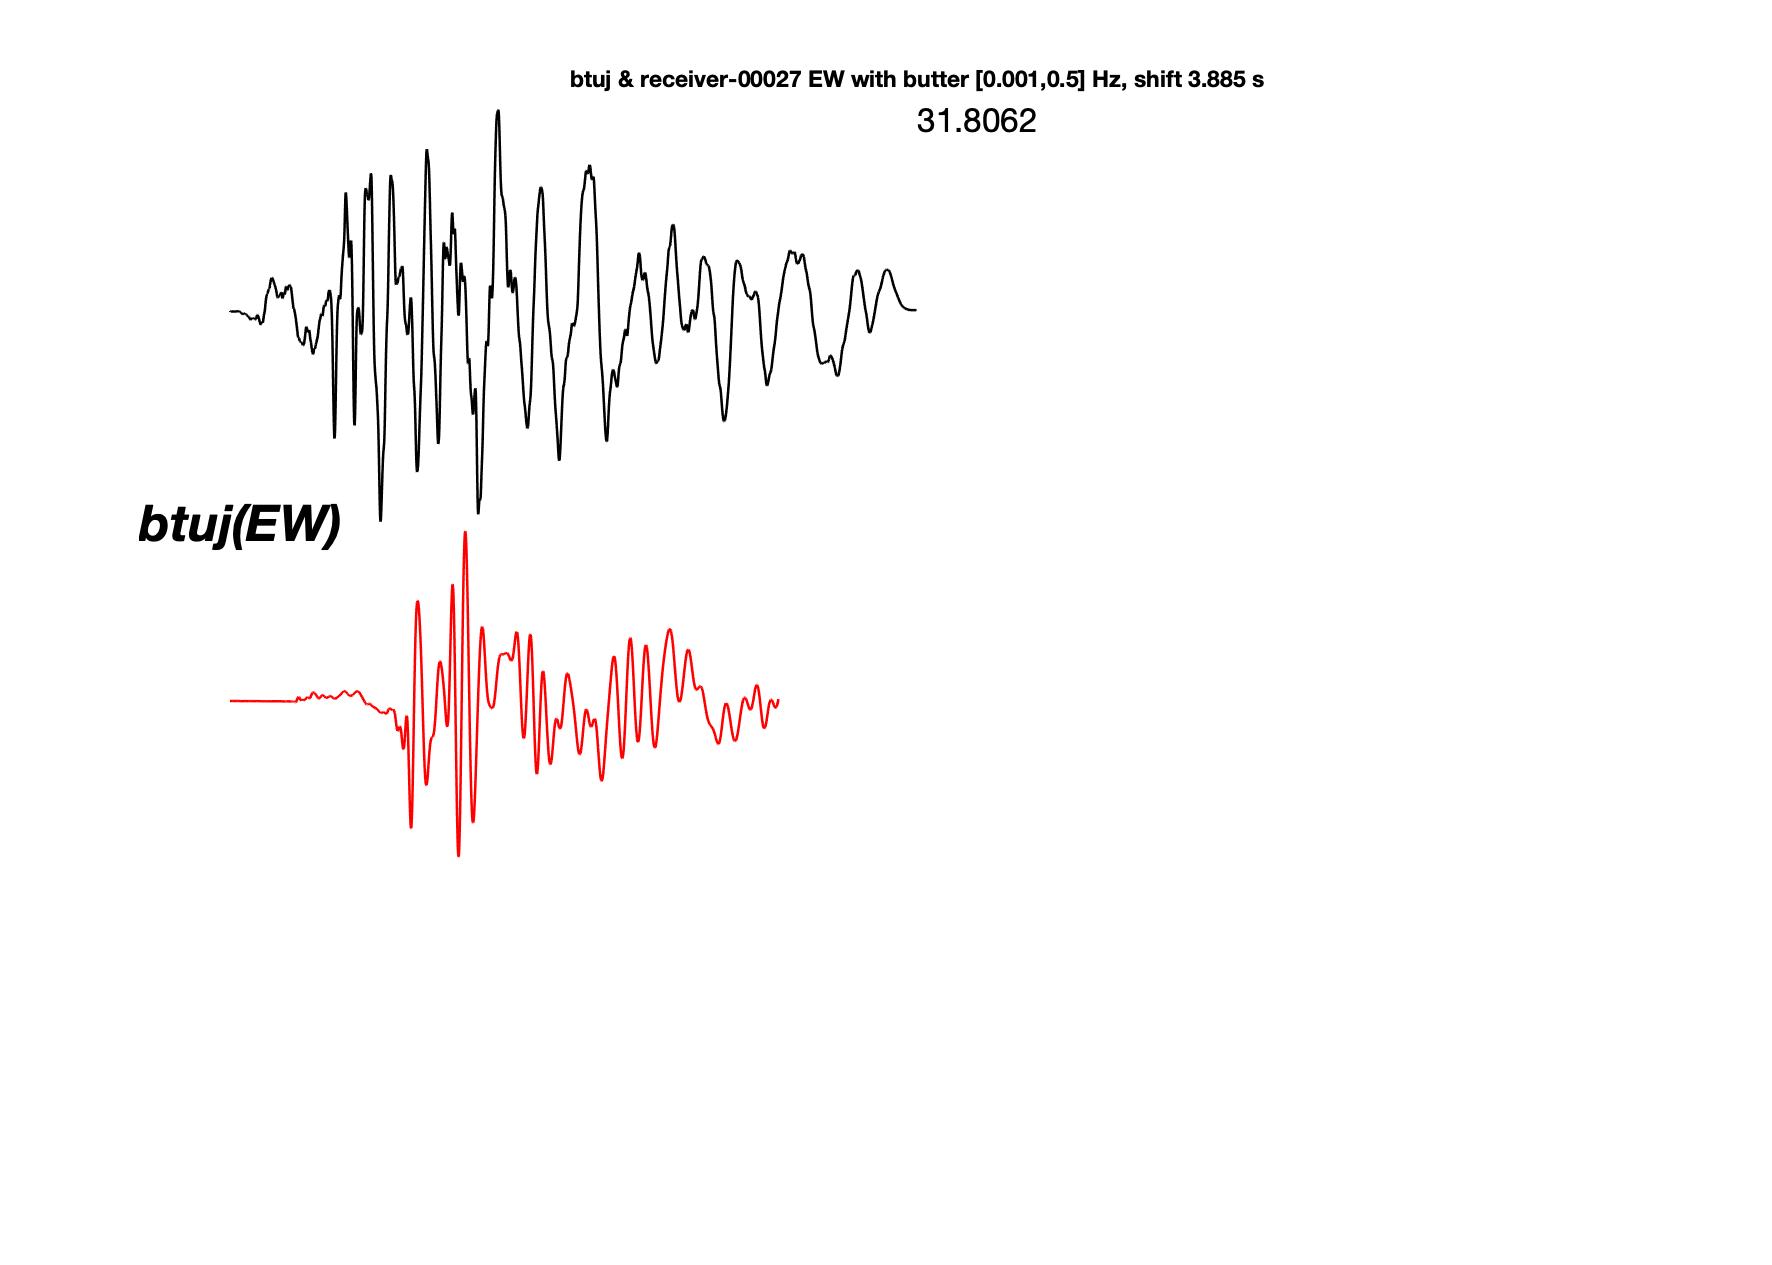 btuj & receiver-00027 EW with butter [0.001,0.5] Hz, shift 3.885 s
31.8062
btuj(EW)